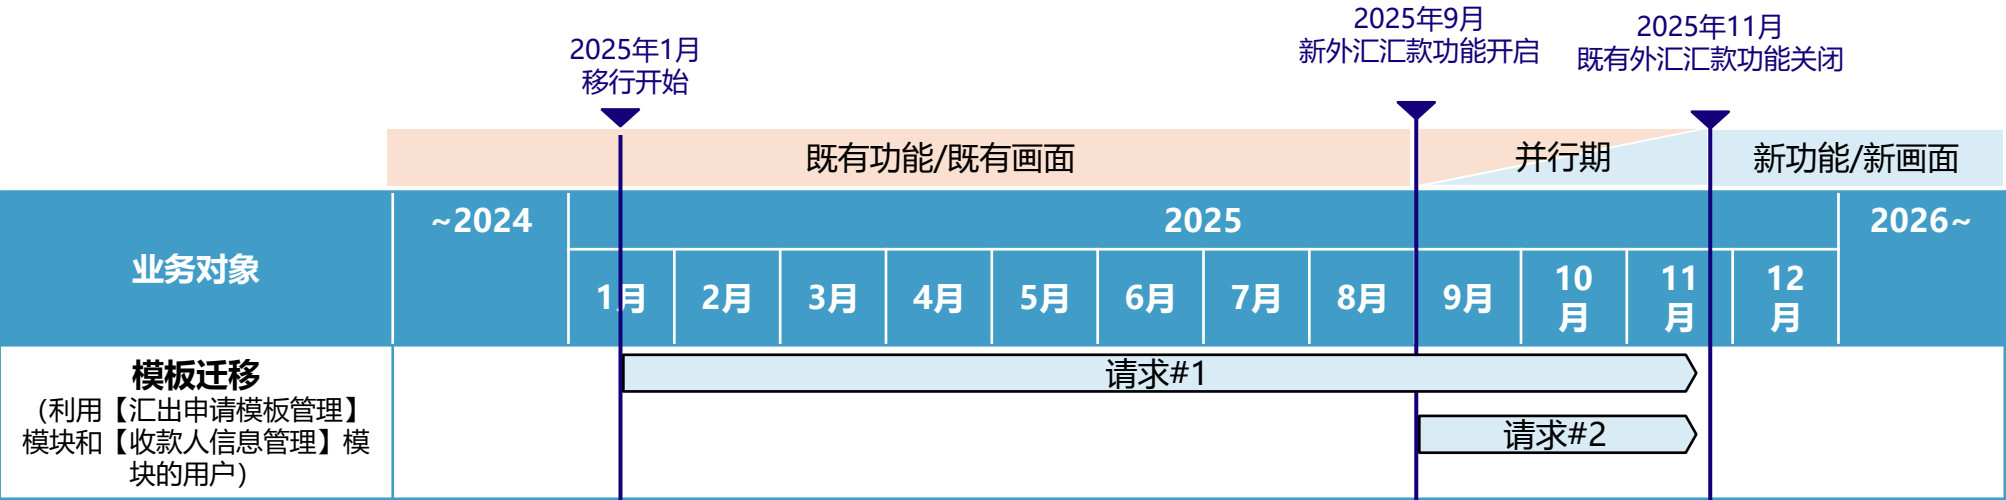 2025年1月
移行开始
2025年9月
新外汇汇款功能开启
2025年11月
既有外汇汇款功能关闭
既有功能/既有画面
并行期
新功能/新画面
业务对象
~2024
2025
2026~
1月
2月
3月
4月
5月
6月
7月
8月
9月
10
月
11
月
12
月
模板迁移
（利用【汇出申请模板管理】
模块和【收款人信息管理】模
块的用户）
请求#1
请求#2